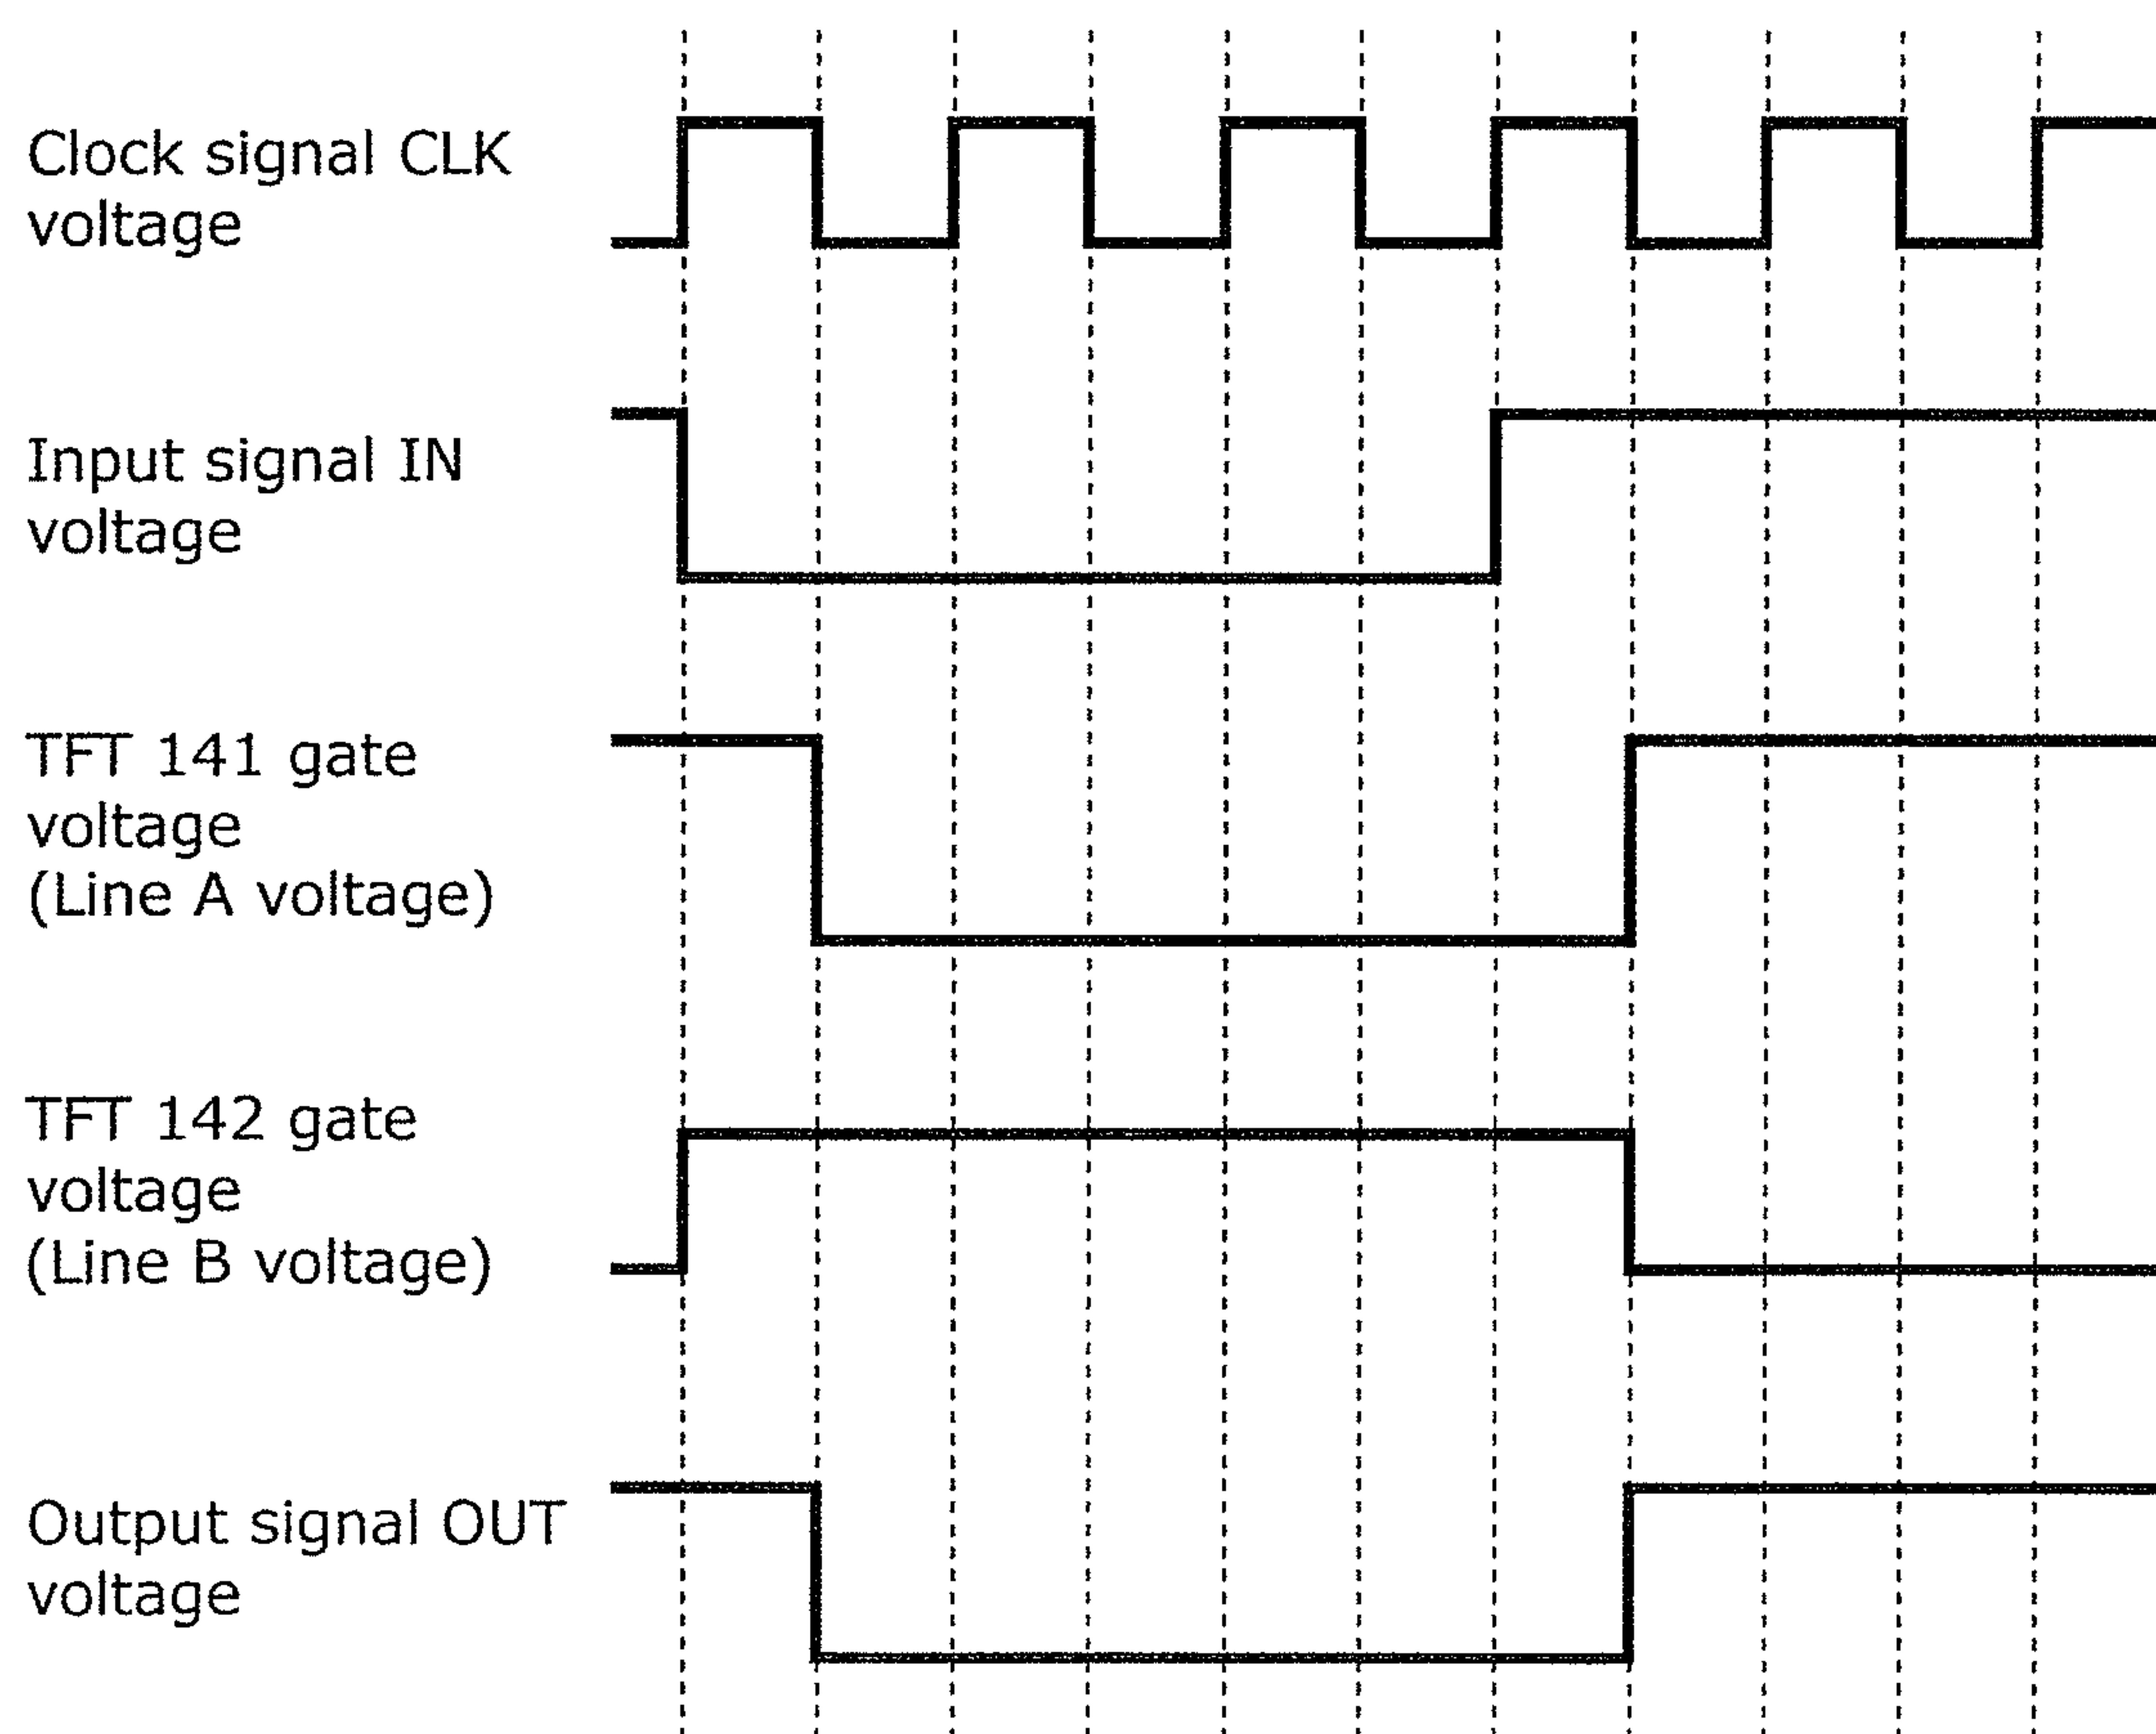 Clock signal CLK
voltage
Input signal IN
voltage
TFT 141 gate
voltage
(Line A voltage)
TFT 142 gate
voltage
(Line B voltage)
Output signal OUT
voltage